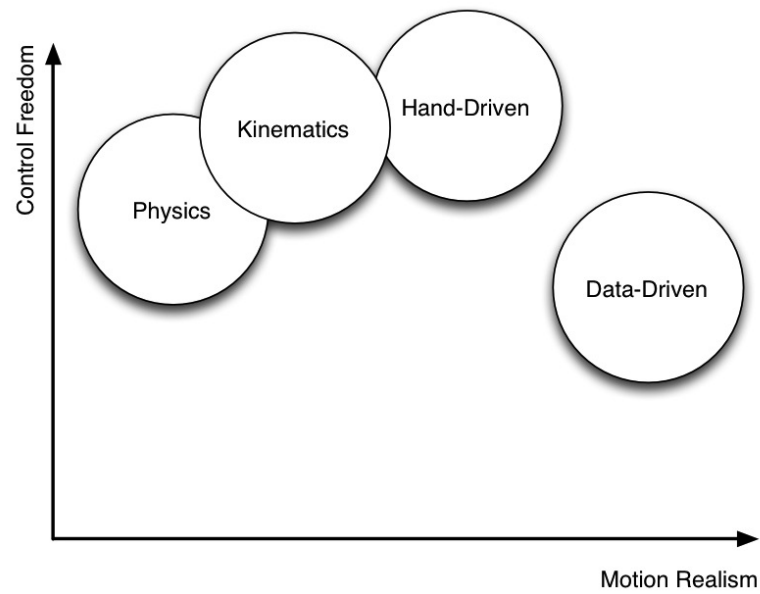 Control Freedom
Hand-Driven
Kinematics
Physics
Data-Driven
Motion Realism